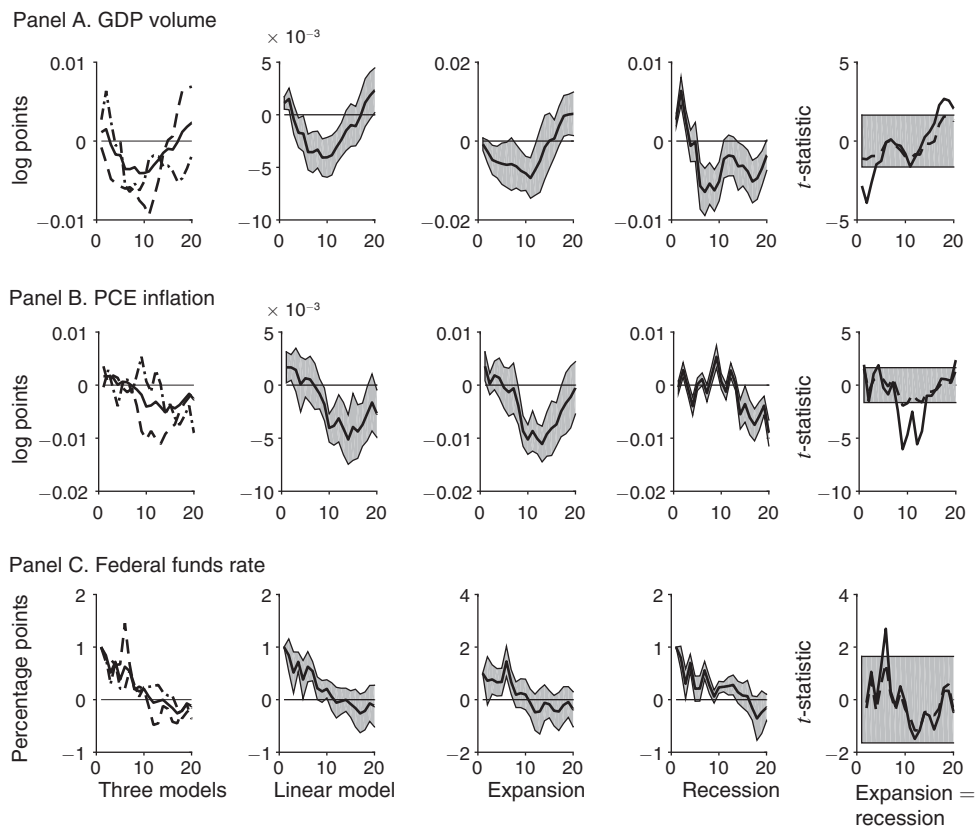 Panel A. GDP volume
× 10⁻³
0.01 5 0.02 0.01 5
log points
0 0 0 0 t-statistic 0
−5
−0.01 −10 −0.02 −0.01 −5
0 10 20 0 10 20 0 10 20 0 10 20 0 10 20
Panel B. PCE inflation
× 10⁻³
0.01 5 0.01 0.01 5
log points
0 0 0 0 t-statistic 0
−0.01 −5 −0.01 −0.01 −5
−0.02 −10 −0.02 −0.02 −10
0 10 20 0 10 20 0 10 20 0 10 20 0 10 20
Panel C. Federal funds rate
2 2 4 2 4
Percentage points
1 1 2 1 t-statistic 2
0 0 0 0 0
−1 −1 −2 −1 −2
0 10 20 0 10 20 0 10 20 0 10 20 0 10 20
Three models Linear model Expansion Recession Expansion =
recession